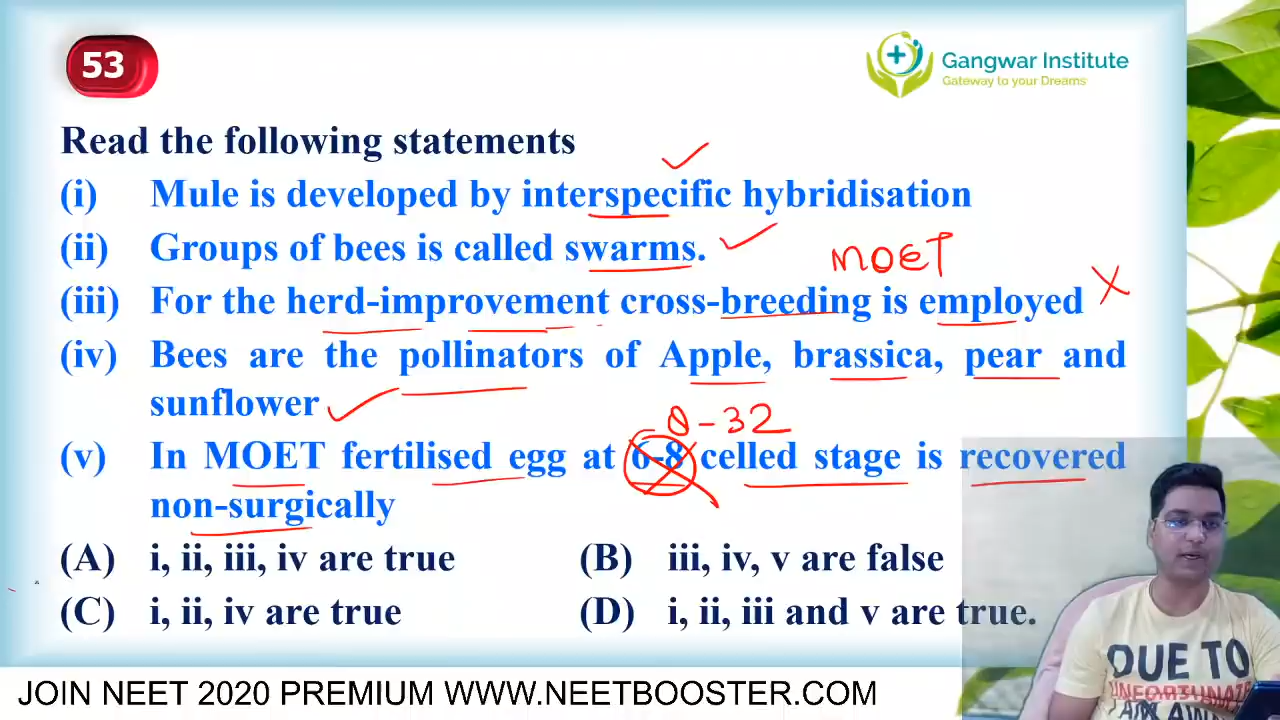 53
Gangwar Institute
Gateway to your Dreams
Read the following statements
(i) Mule is developed by interspecific hybridisation
(ii) Groups of bees is called swarms.
MOET
(iii) For the herd-improvement cross-breeding is employed
(iv) Bees are the pollinators of Apple, brassica, pear and
sunflower
8-32
(v) In MOET fertilised egg at 6-8 celled stage is recovered
non-surgically
(A) i, ii, iii, iv are true
(B) iii, iv, v are false
(C) i, ii, iv are true
(D) i, ii, iii and v are true.
DUE TO
UNFORTUNATE
JOIN NEET 2020 PREMIUM WWW.NEETBOOSTER.COM